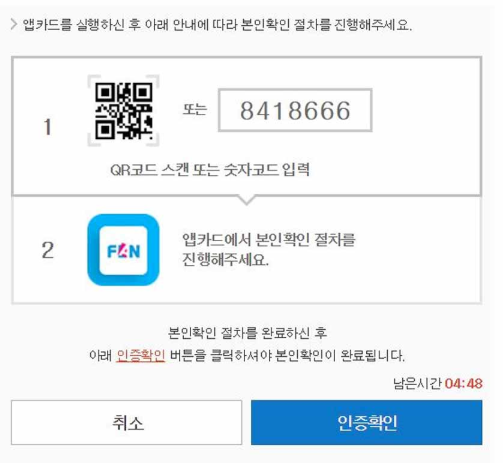 앱카드를 실행하신 후 아래 안내에 따라 본인확인 절차를 진행해주세요.
1
또는 8418666
QR코드 스캔 또는 숫자코드 입력
2
FAN
앱카드에서 본인확인 절차를
진행해주세요.
본인확인 절차를 완료하신 후
아래 인증확인 버튼을 클릭하셔야 본인확인이 완료됩니다.
남은시간 04:48
취소 인증확인